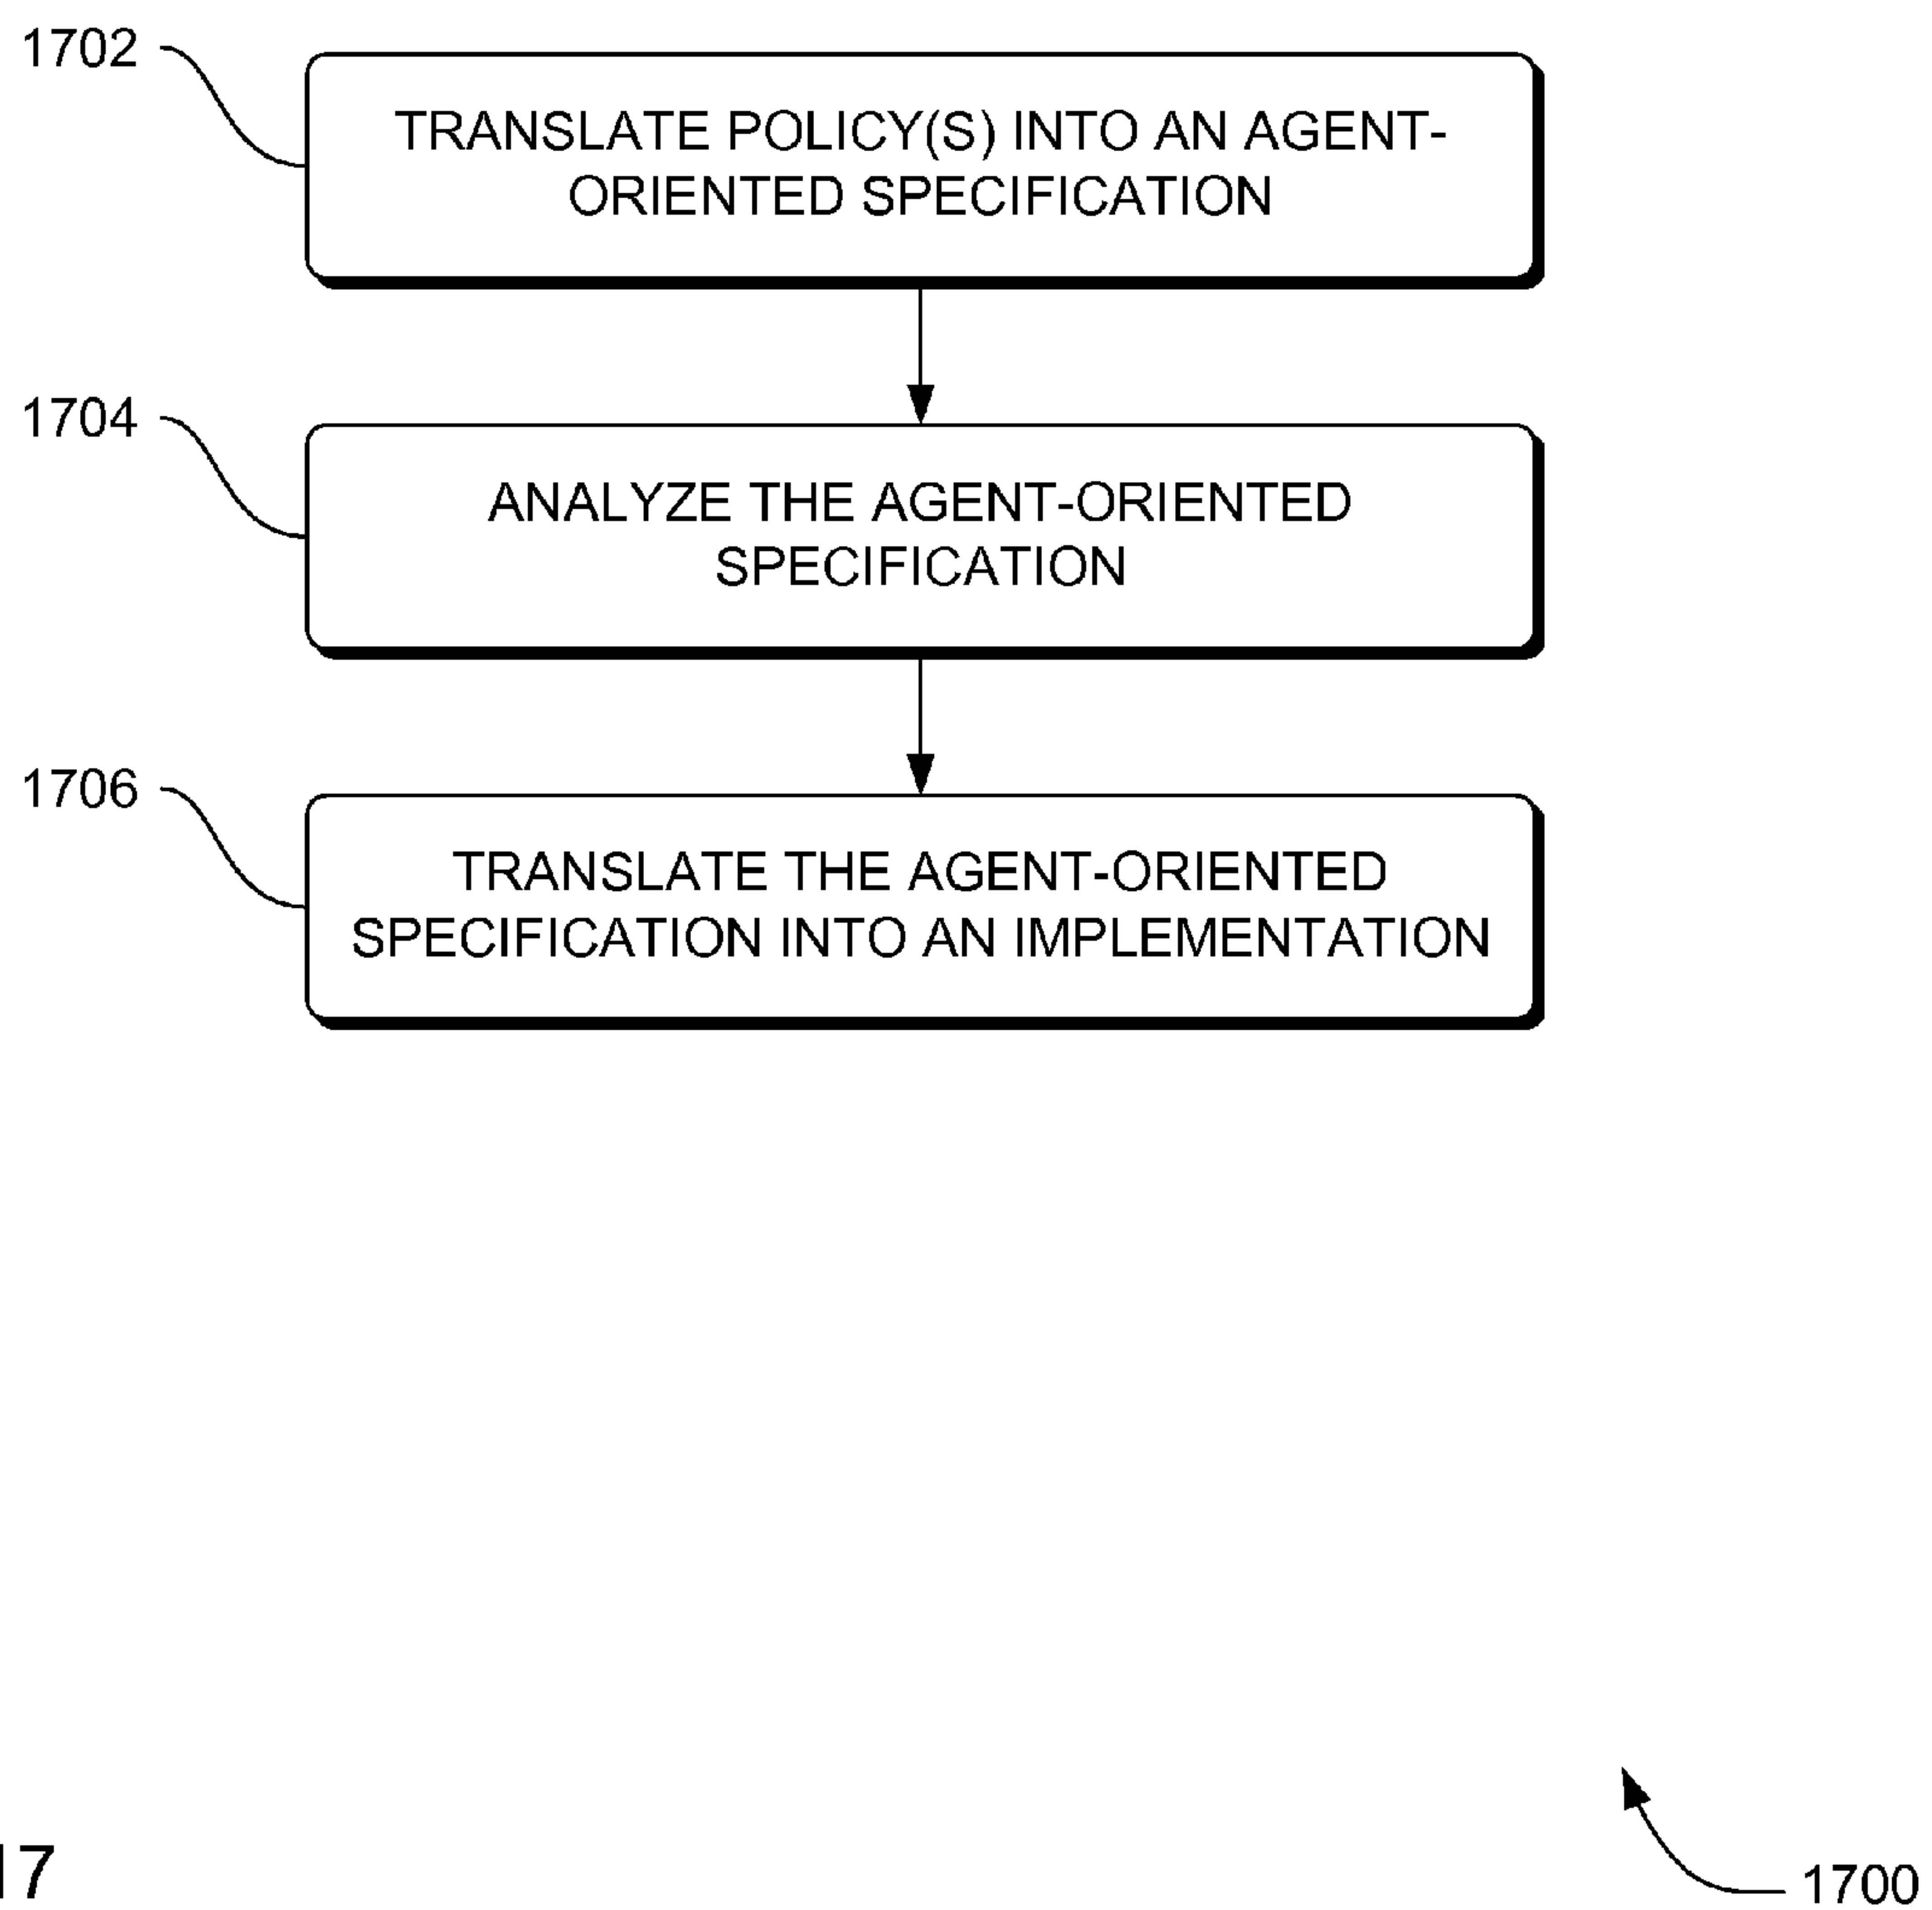 1702
TRANSLATE POLICY(S) INTO AN AGENT-
ORIENTED SPECIFICATION
1704
ANALYZE THE AGENT-ORIENTED
SPECIFICATION
1706
TRANSLATE THE AGENT-ORIENTED
SPECIFICATION INTO AN IMPLEMENTATION
17
1700